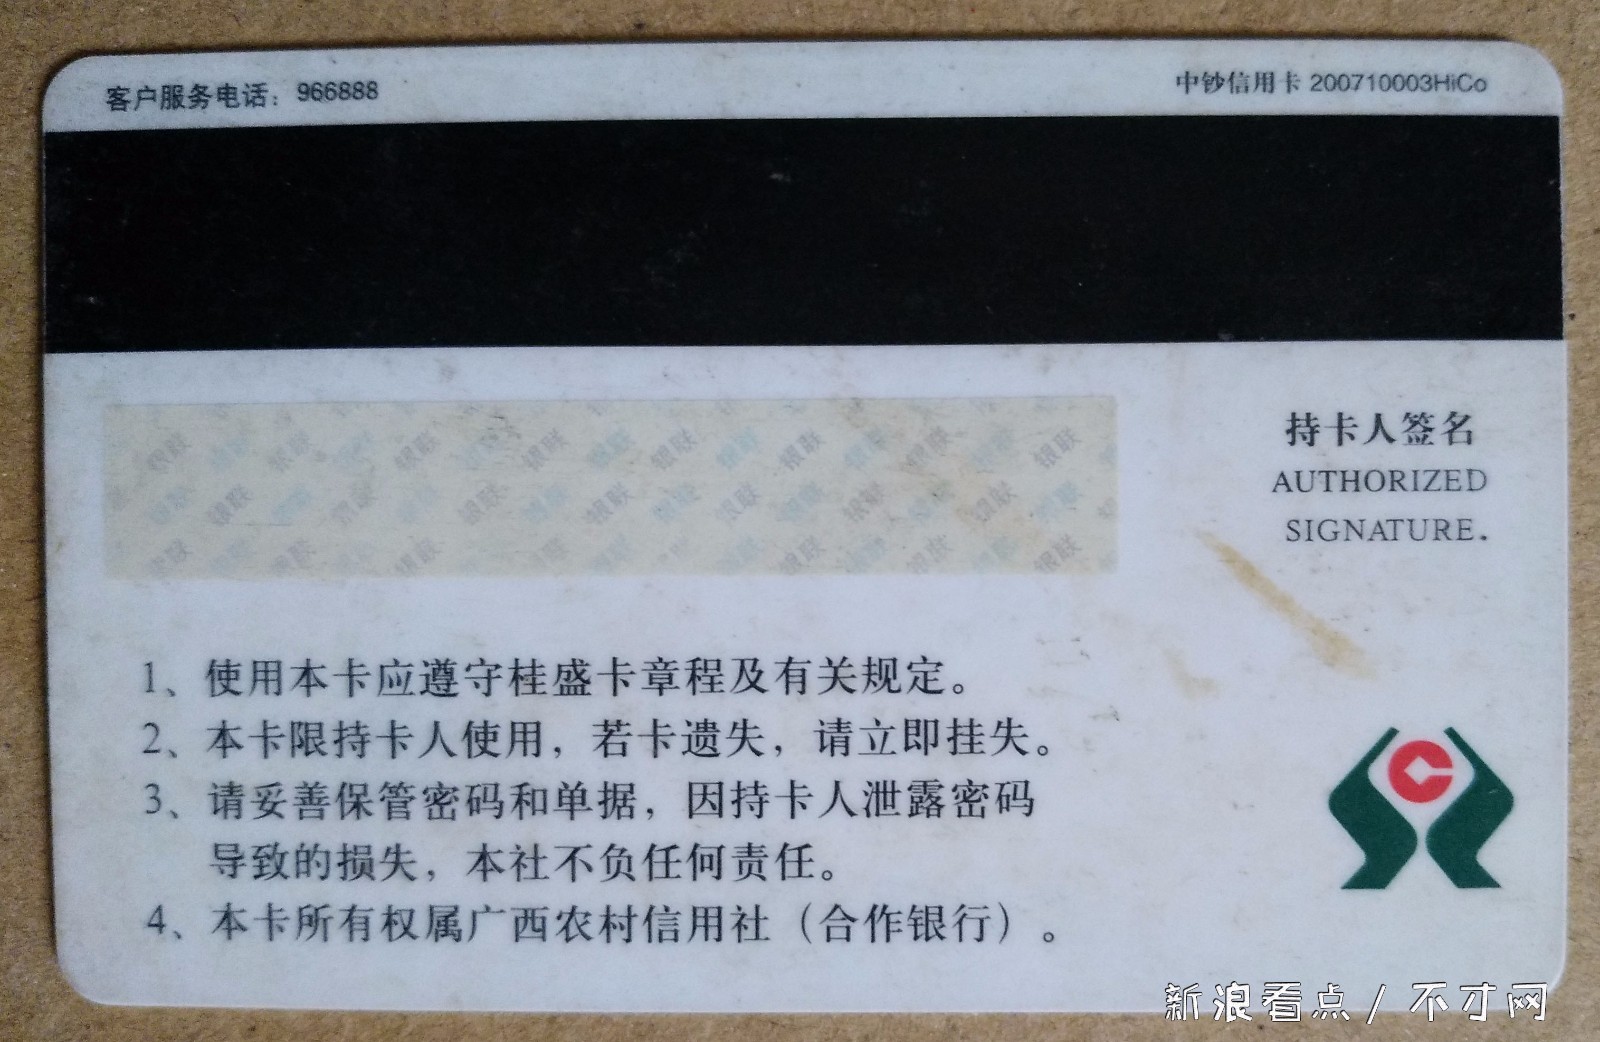 客户服务电话：966888
中钞信用卡 200710003HiCo
持卡人签名
AUTHORIZED
SIGNATURE.
1、使用本卡应遵守桂盛卡章程及有关规定。
2、本卡限持卡人使用，若卡遗失，请立即挂失。
3、请妥善保管密码和单据，因持卡人泄露密码
导致的损失，本社不负任何责任。
4、本卡所有权属广西农村信用社（合作银行）。
新浪看点/不才网